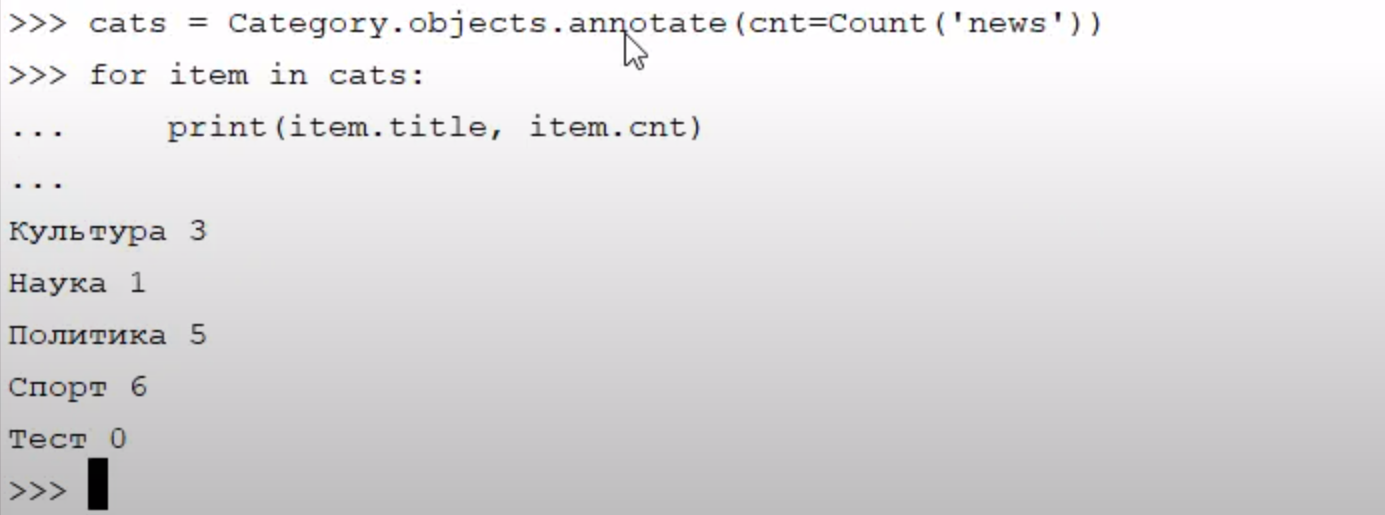 >>> cats = Category.objects.annotate(cnt=Count('news'))
>>> for item in cats:
...     print(item.title, item.cnt)
...
Культура 3
Наука 1
Политика 5
Спорт 6
Тест 0
>>>